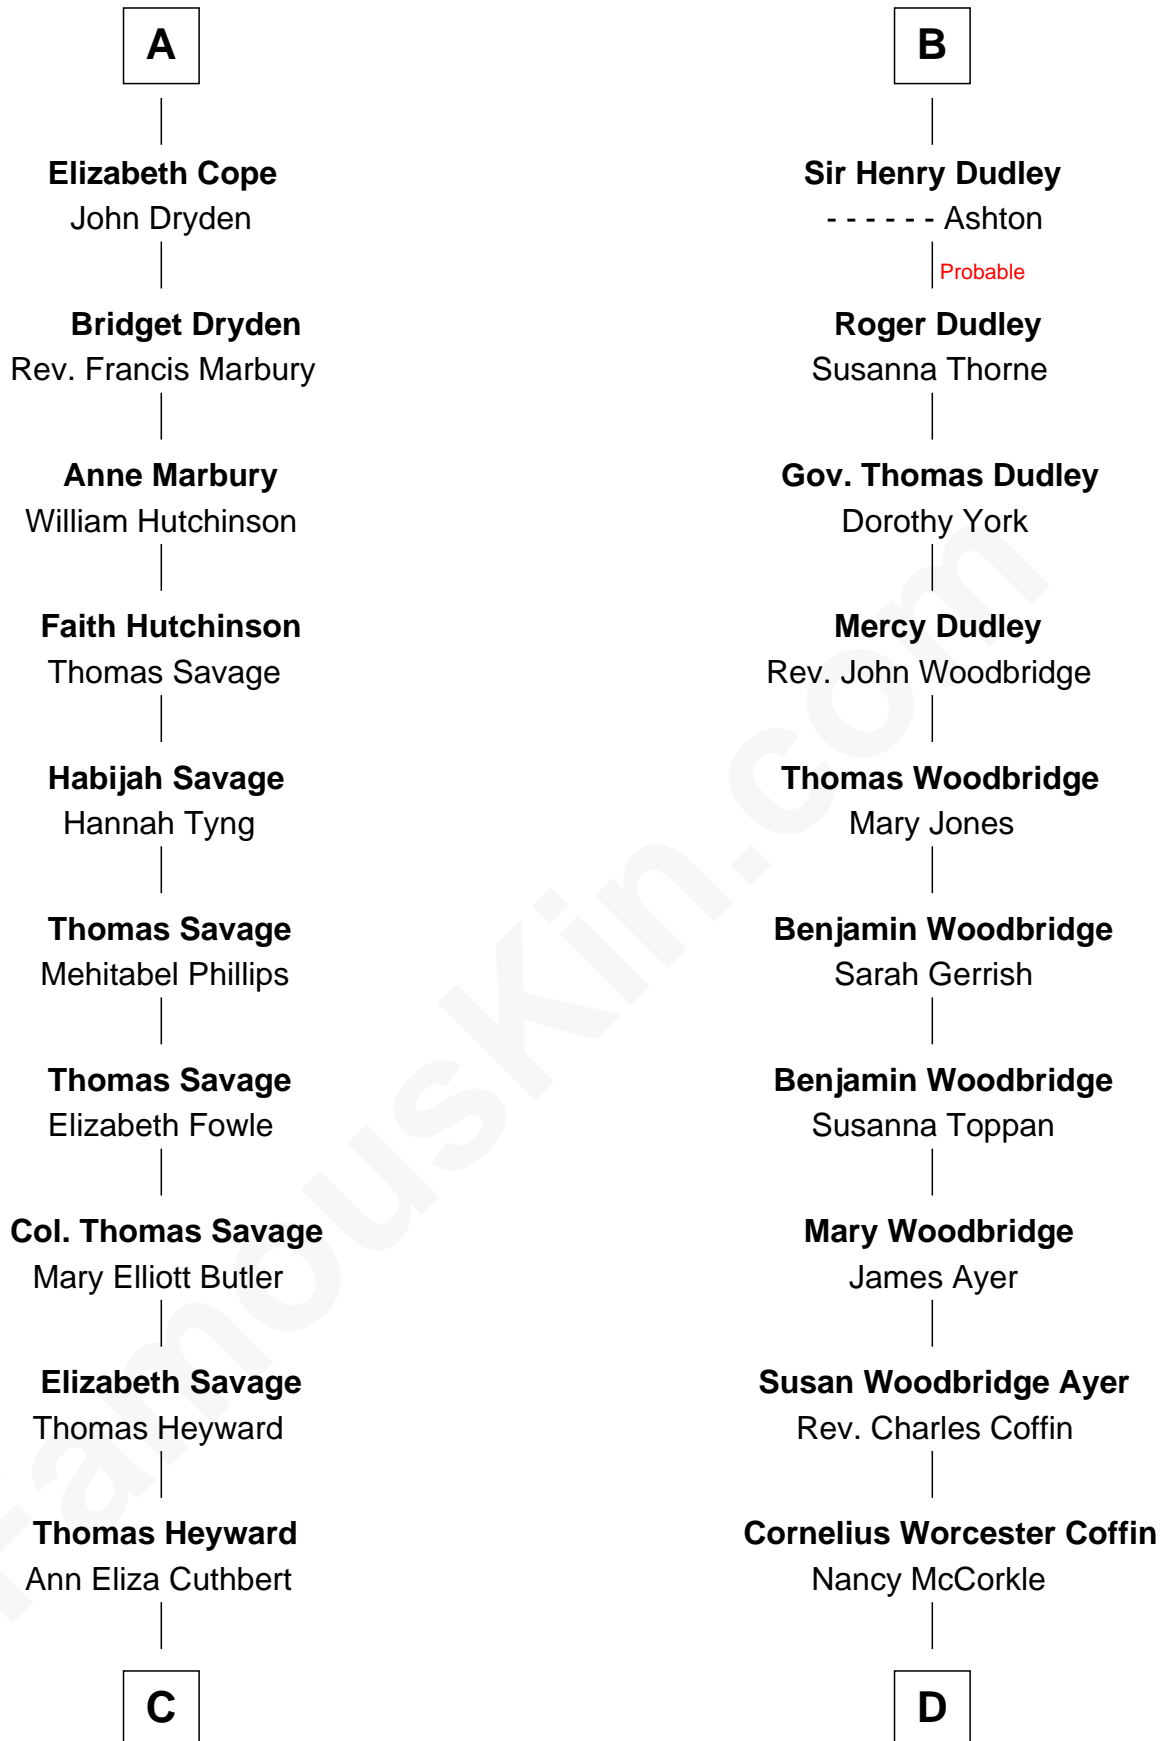 A
Elizabeth Cope
John Dryden
Bridget Dryden
Rev. Francis Marbury
Anne Marbury
William Hutchinson
Faith Hutchinson
Thomas Savage
Habijah Savage
Hannah Tyng
Thomas Savage
Mehitabel Phillips
Thomas Savage
Elizabeth Fowle
Col. Thomas Savage
Mary Elliott Butler
Elizabeth Savage
Thomas Heyward
Thomas Heyward
Ann Eliza Cuthbert
C
B
Sir Henry Dudley
- - - - - - Ashton
Probable
Roger Dudley
Susanna Thorne
Gov. Thomas Dudley
Dorothy York
Mercy Dudley
Rev. John Woodbridge
Thomas Woodbridge
Mary Jones
Benjamin Woodbridge
Sarah Gerrish
Benjamin Woodbridge
Susanna Toppan
Mary Woodbridge
James Ayer
Susan Woodbridge Ayer
Rev. Charles Coffin
Cornelius Worcester Coffin
Nancy McCorkle
D
FamousKin.com